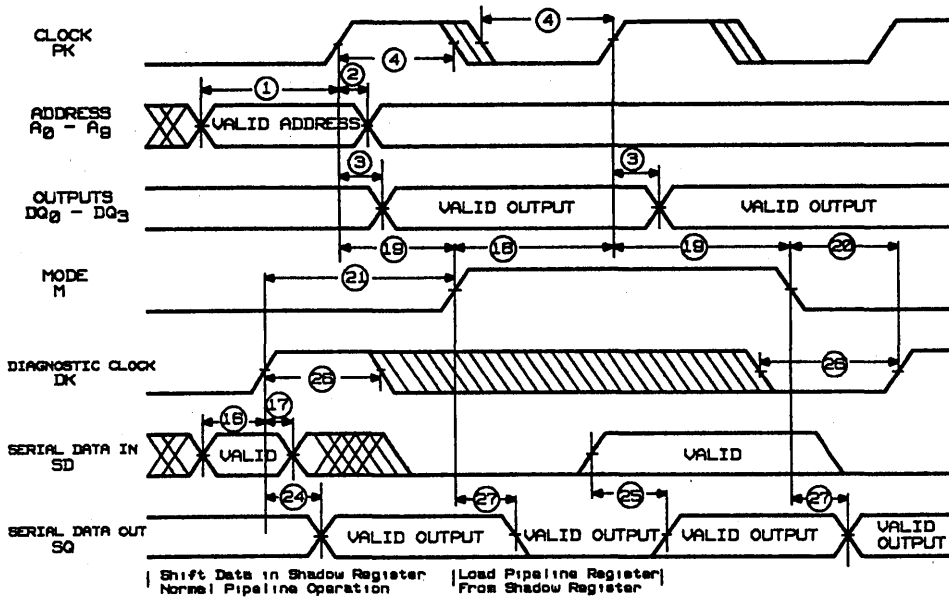 CLOCK
PK
④
④
ADDRESS
A0 - A9
①
②
VALID ADDRESS
OUTPUTS
DQ0 - DQ3
③
③
VALID OUTPUT
VALID OUTPUT
MODE
M
⑲
⑱
⑲
⑳
㉑
DIAGNOSTIC CLOCK
DK
㉖
㉖
SERIAL DATA IN
SD
⑯
⑰
VALID
VALID
SERIAL DATA OUT
SQ
㉔
㉗
㉕
㉗
VALID OUTPUT
VALID OUTPUT
VALID OUTPUT
VALID
OUTPUT
Shift Data in Shadow Register
Normal Pipeline Operation
Load Pipeline Register
From Shadow Register